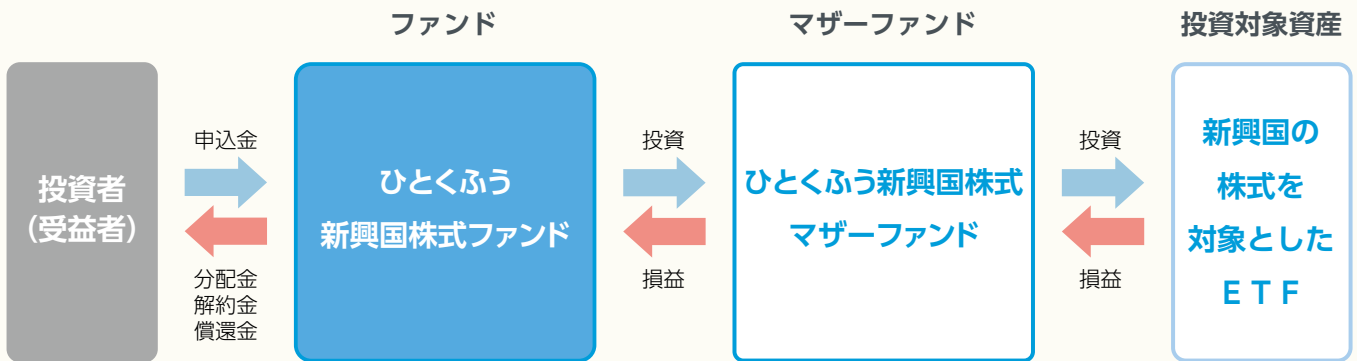 ファンド
マザーファンド
投資対象資産
投資者
(受益者)
申込金
分配金
解約金
償還金
ひとくふう
新興国株式ファンド
投資
損益
ひとくふう新興国株式
マザーファンド
投資
損益
新興国の
株式を
対象とした
ＥＴＦ